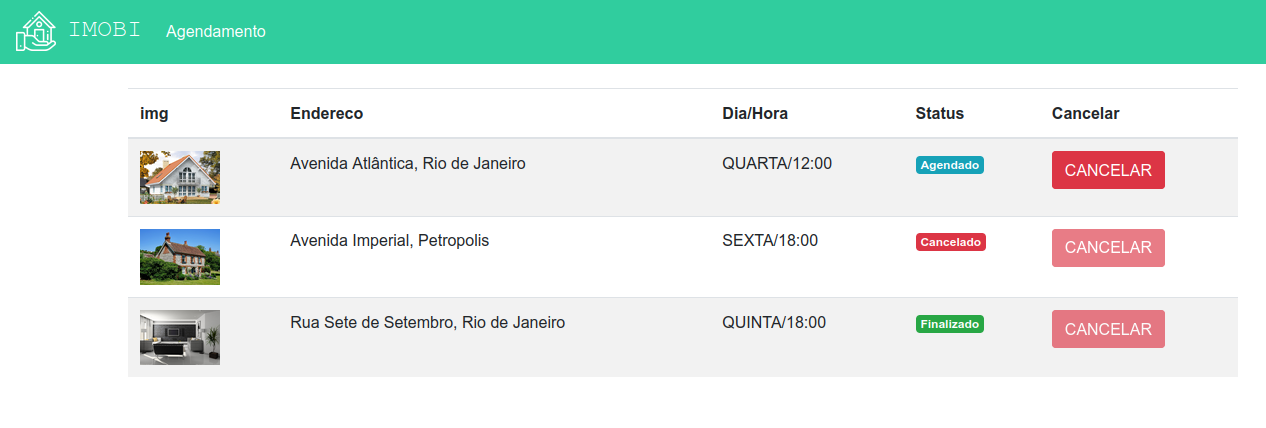 IMOBI Agendamento
img Endereco Dia/Hora Status Cancelar
Avenida Atlântica, Rio de Janeiro QUARTA/12:00 Agendado CANCELAR
Avenida Imperial, Petropolis SEXTA/18:00 Cancelado CANCELAR
Rua Sete de Setembro, Rio de Janeiro QUINTA/18:00 Finalizado CANCELAR